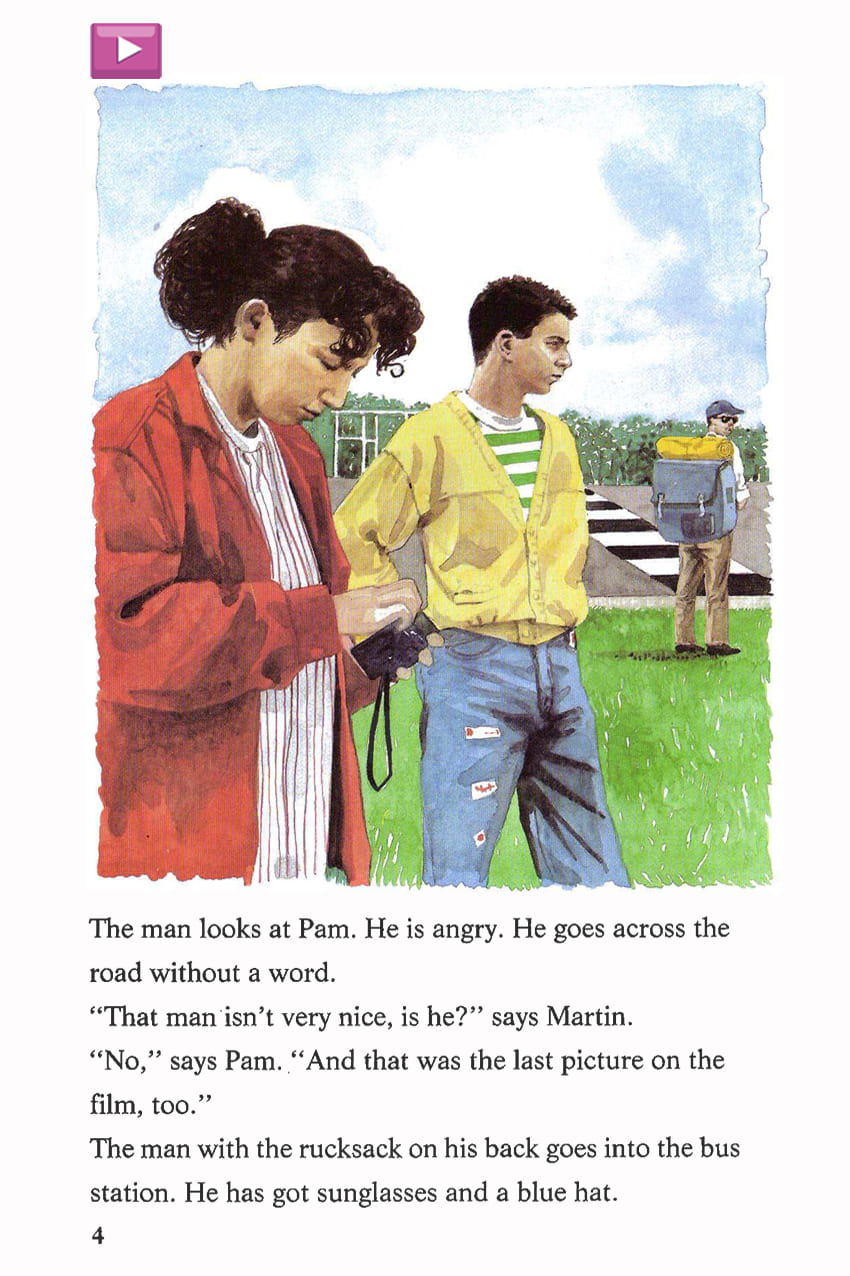 The man looks at Pam. He is angry. He goes across the
road without a word.
“That man isn’t very nice, is he?” says Martin.
“No,” says Pam. “And that was the last picture on the
film, too.”
The man with the rucksack on his back goes into the bus
station. He has got sunglasses and a blue hat.
4